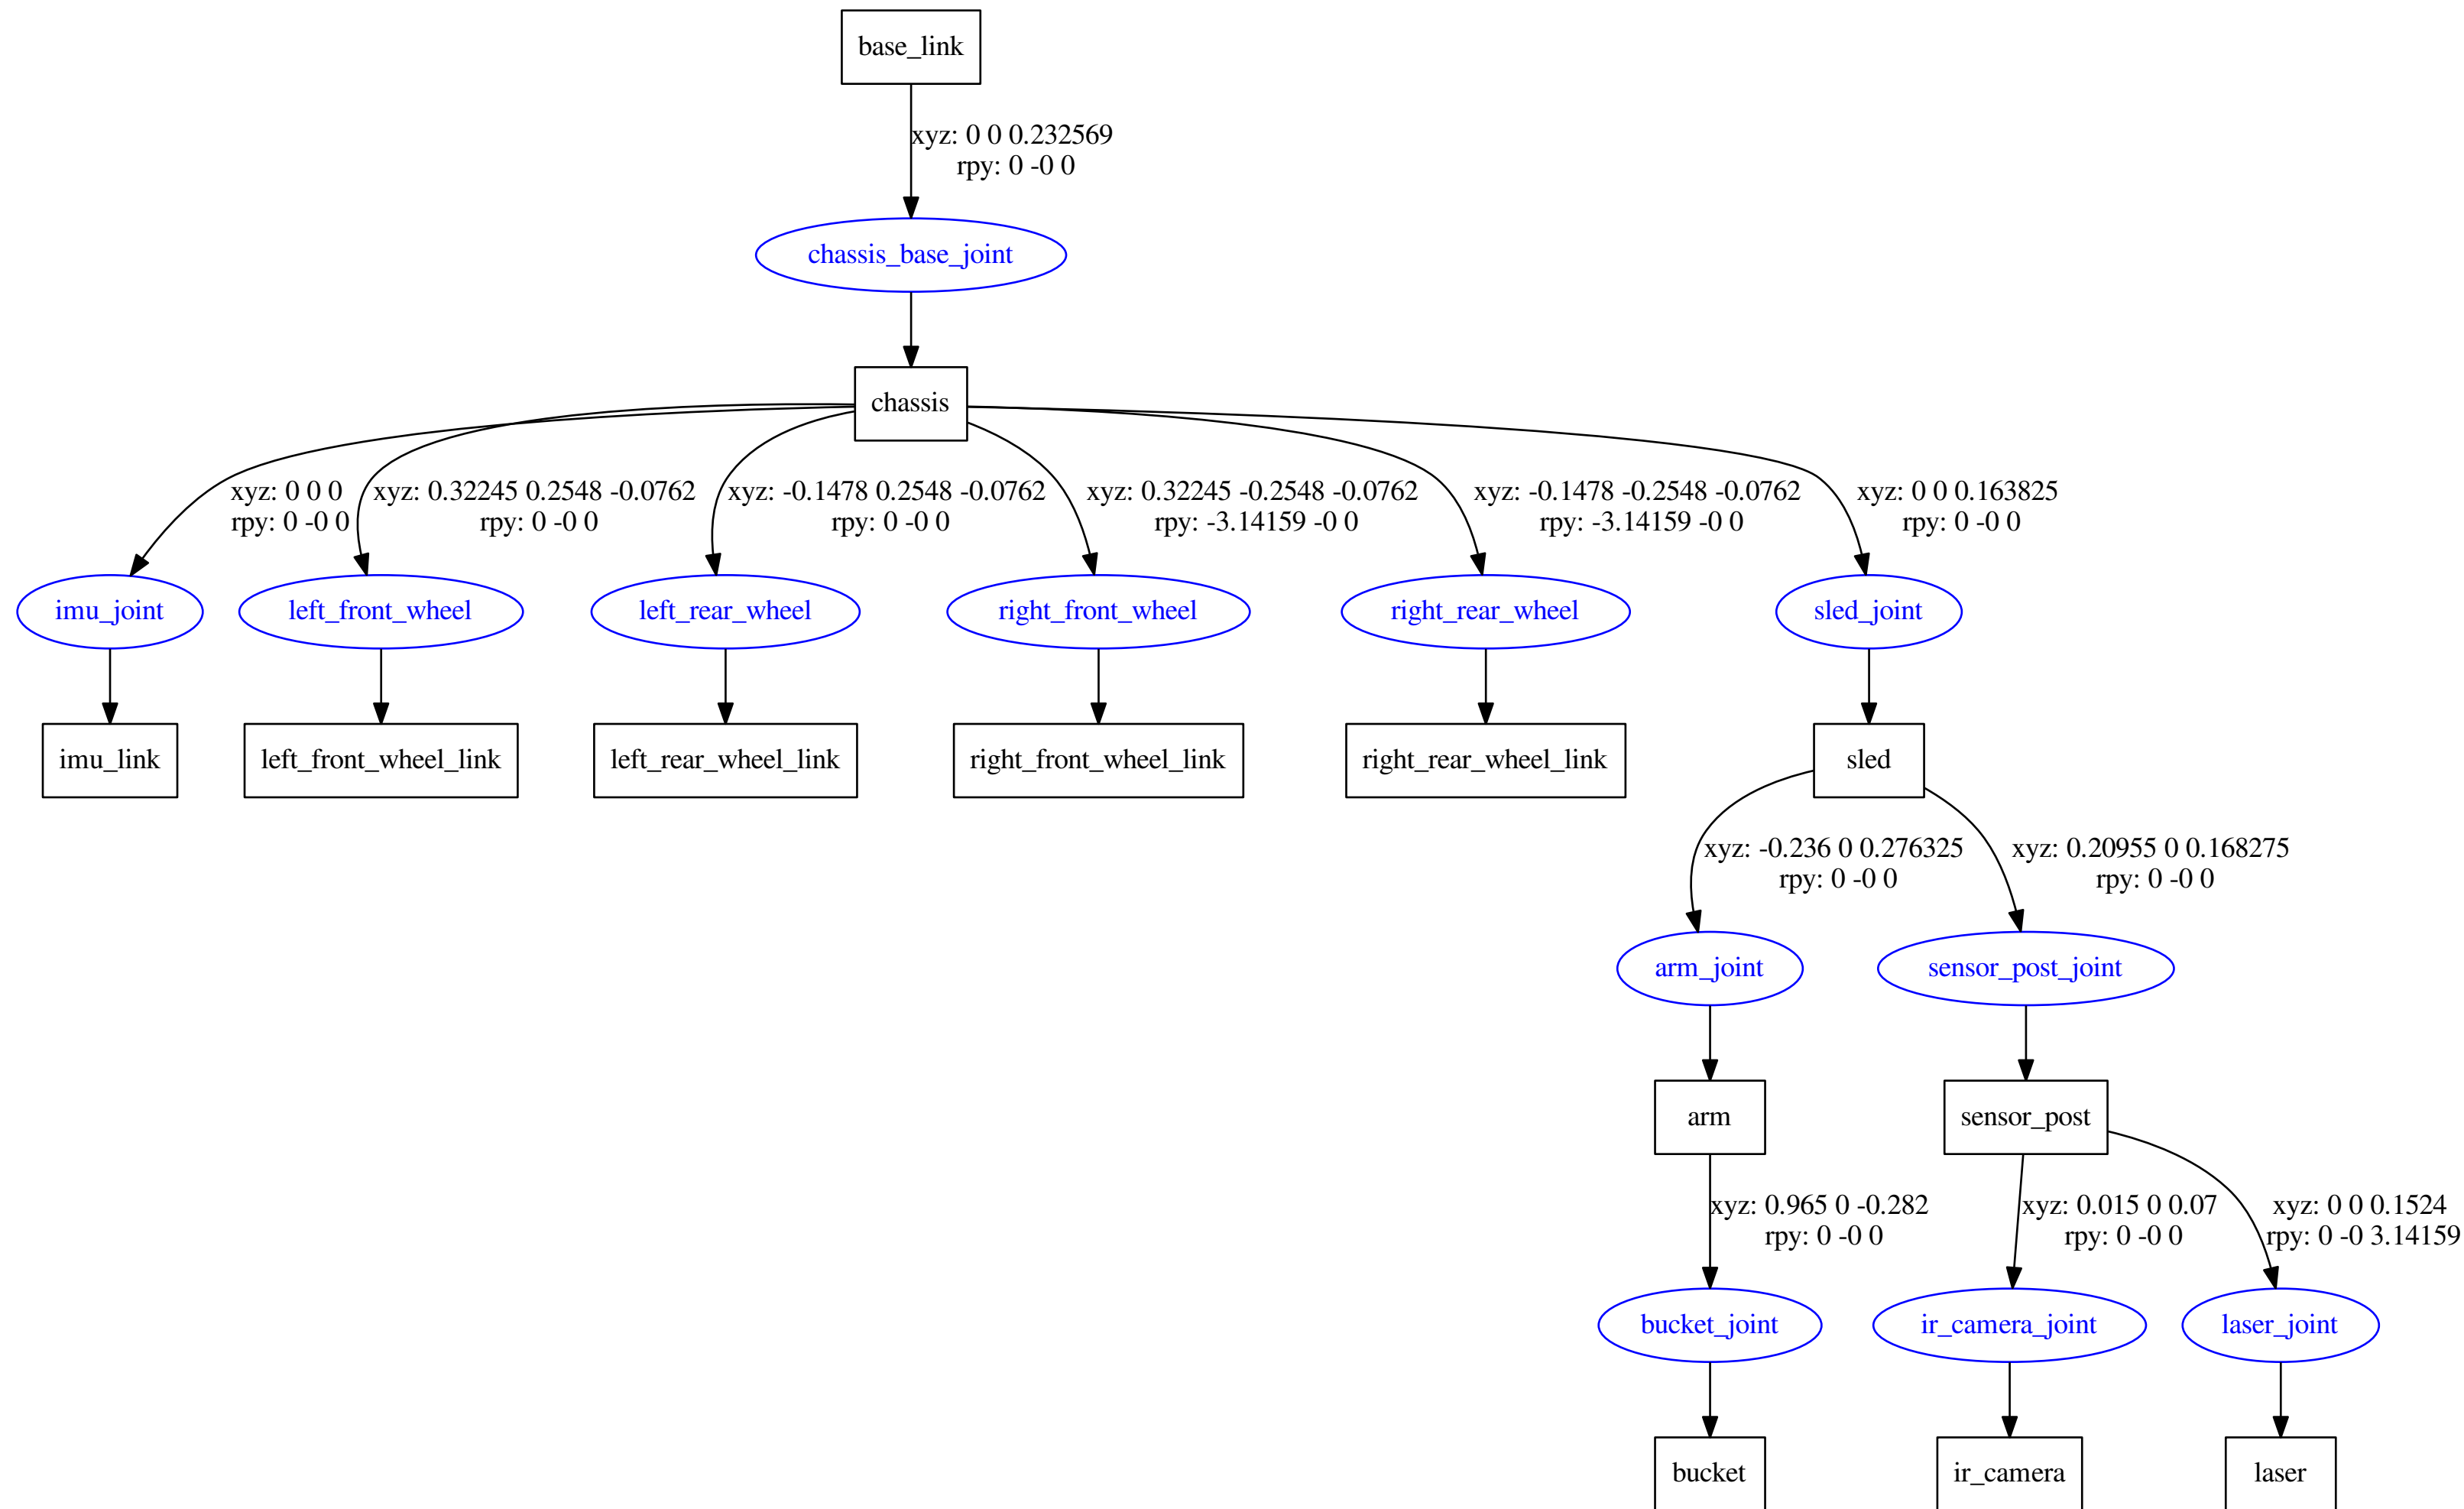 base_link
xyz: 0 0 0.232569
rpy: 0 -0 0
chassis_base_joint
chassis
xyz: 0 0 0
rpy: 0 -0 0
xyz: 0.32245 0.2548 -0.0762
rpy: 0 -0 0
xyz: -0.1478 0.2548 -0.0762
rpy: 0 -0 0
xyz: 0.32245 -0.2548 -0.0762
rpy: -3.14159 -0 0
xyz: -0.1478 -0.2548 -0.0762
rpy: -3.14159 -0 0
xyz: 0 0 0.163825
rpy: 0 -0 0
imu_joint
left_front_wheel
left_rear_wheel
right_front_wheel
right_rear_wheel
sled_joint
imu_link
left_front_wheel_link
left_rear_wheel_link
right_front_wheel_link
right_rear_wheel_link
sled
xyz: -0.236 0 0.276325
rpy: 0 -0 0
xyz: 0.20955 0 0.168275
rpy: 0 -0 0
arm_joint
sensor_post_joint
arm
sensor_post
xyz: 0.965 0 -0.282
rpy: 0 -0 0
xyz: 0.015 0 0.07
rpy: 0 -0 0
xyz: 0 0 0.1524
rpy: 0 -0 3.14159
bucket_joint
ir_camera_joint
laser_joint
bucket
ir_camera
laser